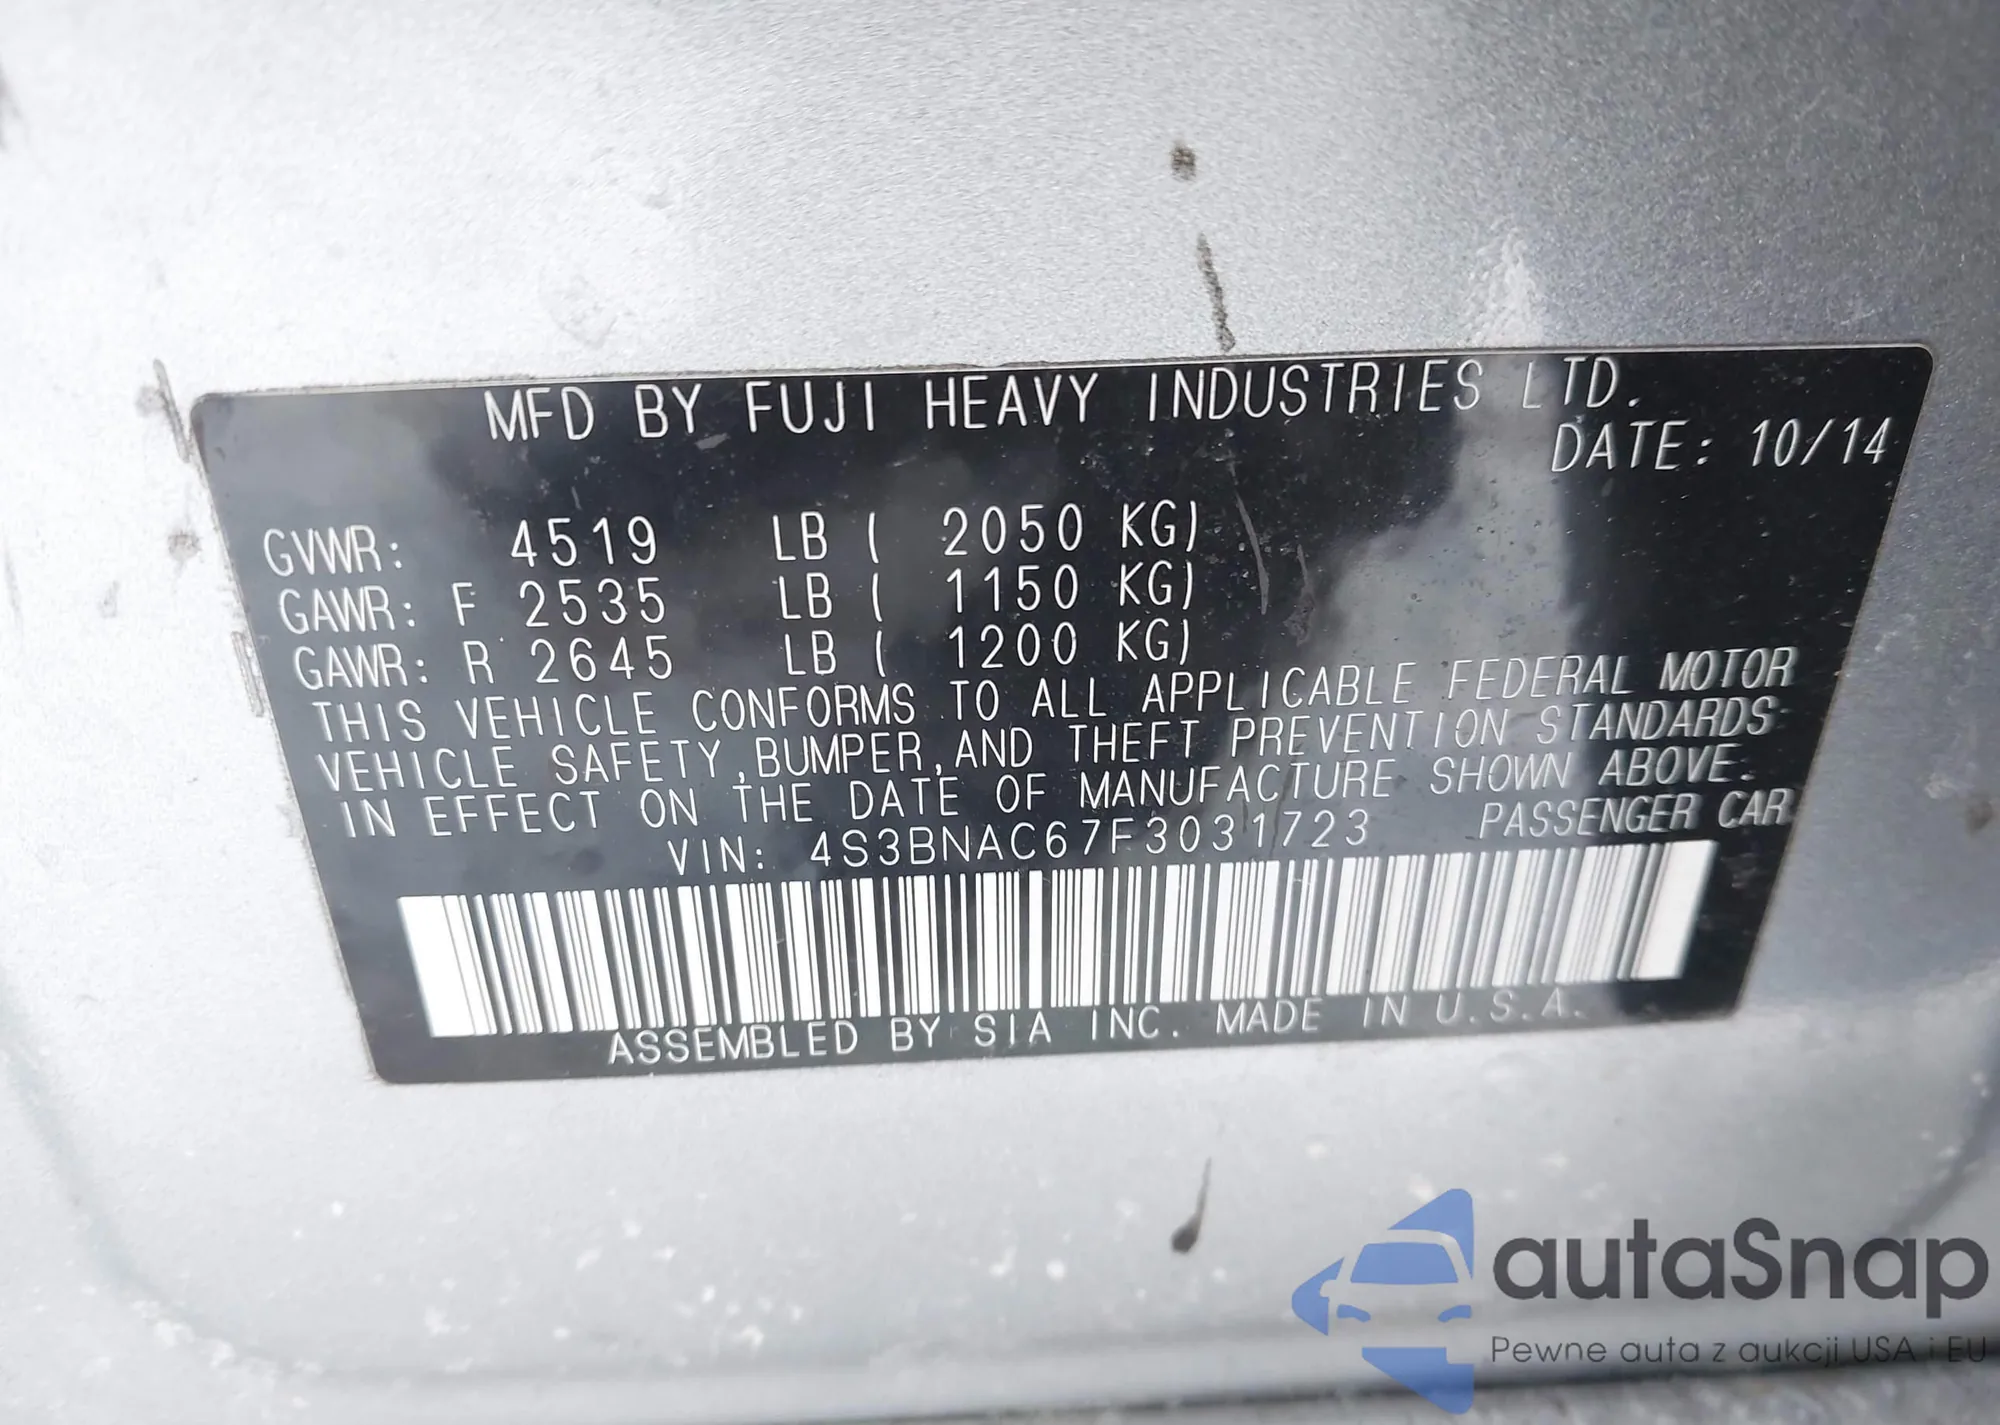 MFD BY FUJI HEAVY INDUSTRIES LTD.
DATE: 10/14
GVWR: 4519 LB ( 2050 KG)
GAWR: F 2535 LB ( 1150 KG)
GAWR: R 2645 LB ( 1200 KG)
THIS VEHICLE CONFORMS TO ALL APPLICABLE FEDERAL MOTOR
VEHICLE SAFETY,BUMPER,AND THEFT PREVENTION STANDARDS
IN EFFECT ON THE DATE OF MANUFACTURE SHOWN ABOVE.
VIN: 4S3BNAC67F3031723 PASSENGER CAR
ASSEMBLED BY SIA INC. MADE IN U.S.A.
autaSnap
Pewne auta z aukcji USA i EU